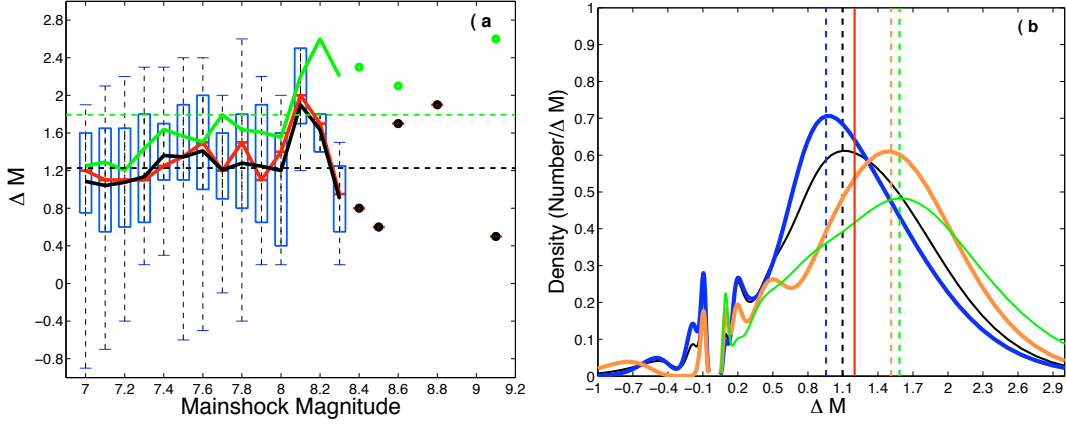 ( a
2.8
2.4
2
1.6
1.2
0.8
0.4
0
−0.4
−0.8
Δ M
7 7.2 7.4 7.6 7.8 8 8.2 8.4 8.6 8.8 9 9.2
Mainshock Magnitude
( b
1
0.9
0.8
0.7
0.6
0.5
0.4
0.3
0.2
0.1
0
Density (Number/Δ M)
−1 −0.7 −0.4 −0.1 0.2 0.5 0.8 1.1 1.4 1.7 2 2.3 2.6 2.9
Δ M